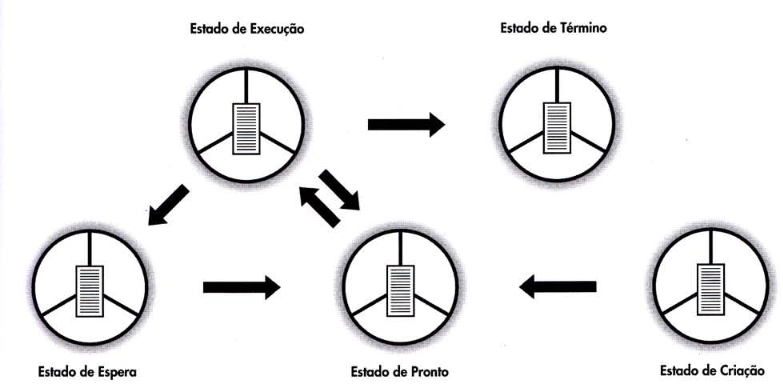 Estado de Execução
Estado de Término
Estado de Espera
Estado de Pronto
Estado de Criação